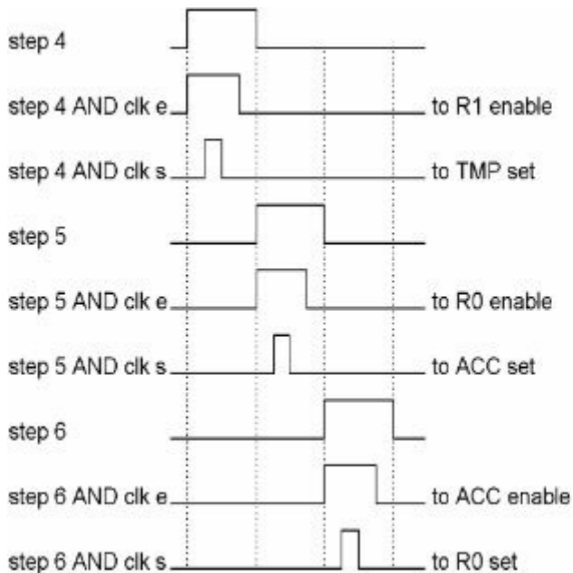 step 4
step 4 AND clk e to R1 enable
step 4 AND clk s to TMP set
step 5
step 5 AND clk e to R0 enable
step 5 AND clk s to ACC set
step 6
step 6 AND clk e to ACC enable
step 6 AND clk s to R0 set